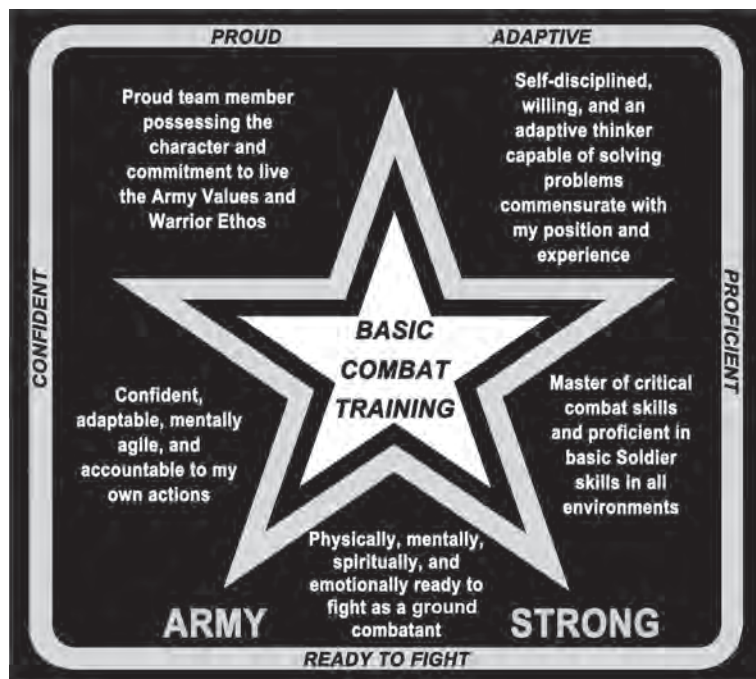 PROUD
ADAPTIVE
Proud team member
possessing the
character and
commitment to live
the Army Values and
Warrior Ethos
Self-disciplined,
willing, and an
adaptive thinker
capable of solving
problems
commensurate with
my position and
experience
CONFIDENT
PROFICIENT
BASIC
COMBAT
TRAINING
Confident,
adaptable, mentally
agile, and
accountable to my
own actions
Master of critical
combat skills
and proficient in
basic Soldier
skills in all
environments
Physically, mentally,
spiritually, and
emotionally ready to
fight as a ground
combatant
ARMY
STRONG
READY TO FIGHT